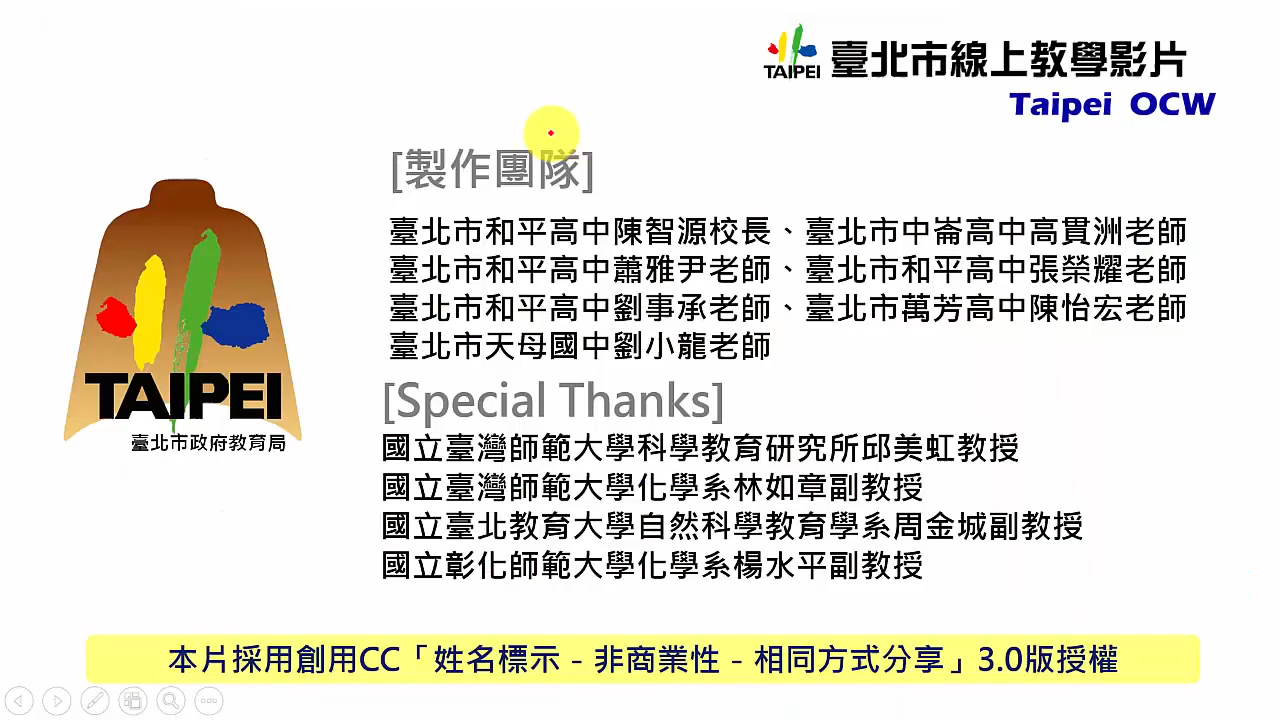 TAIPEI 臺北市線上教學影片
Taipei OCW
[製作團隊]
臺北市和平高中陳智源校長、臺北市中崙高中高貫洲老師
臺北市和平高中蕭雅尹老師、臺北市和平高中張榮耀老師
臺北市和平高中劉事承老師、臺北市萬芳高中陳怡宏老師
臺北市天母國中劉小龍老師
TAIPEI
臺北市政府教育局
[Special Thanks]
國立臺灣師範大學科學教育研究所邱美虹教授
國立臺灣師範大學化學系林如章副教授
國立臺北教育大學自然科學教育學系周金城副教授
國立彰化師範大學化學系楊水平副教授
本片採用創用CC「姓名標示－非商業性－相同方式分享」3.0版授權